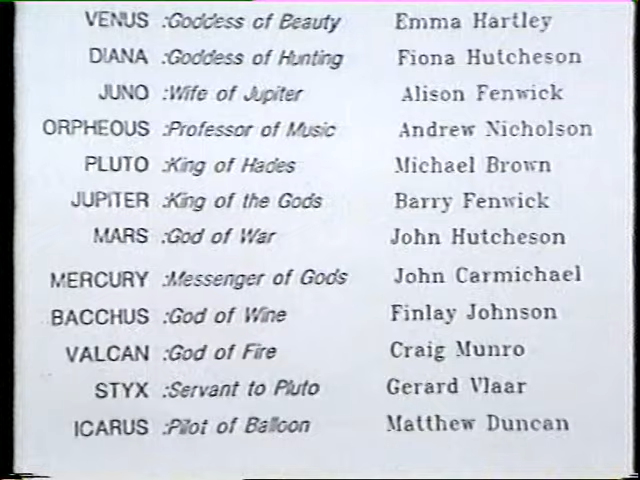 VENUS :Goddess of Beauty Emma Hartley
DIANA :Goddess of Hunting Fiona Hutcheson
JUNO :Wife of Jupiter Alison Fenwick
ORPHEOUS :Professor of Music Andrew Nicholson
PLUTO :King of Hades Michael Brown
JUPITER :King of the Gods Barry Fenwick
MARS :God of War John Hutcheson
MERCURY :Messenger of Gods John Carmichael
BACCHUS :God of Wine Finlay Johnson
VALCAN :God of Fire Craig Munro
STYX :Servant to Pluto Gerard Vlaar
ICARUS :Pilot of Balloon Matthew Duncan